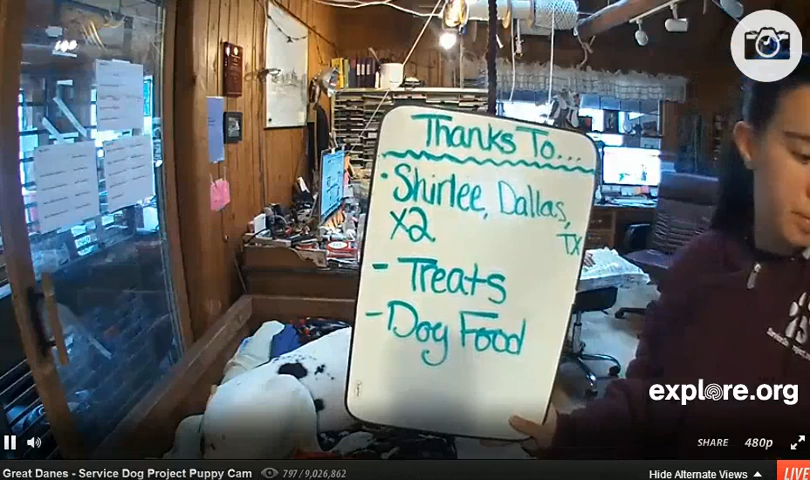 Thanks To...
• Shirlee, Dallas, TX
X2
- Treats
- Dog Food
explore.org
SHARE 480p
Great Danes - Service Dog Project Puppy Cam 797 / 9,026,862 Hide Alternate Views LIVE